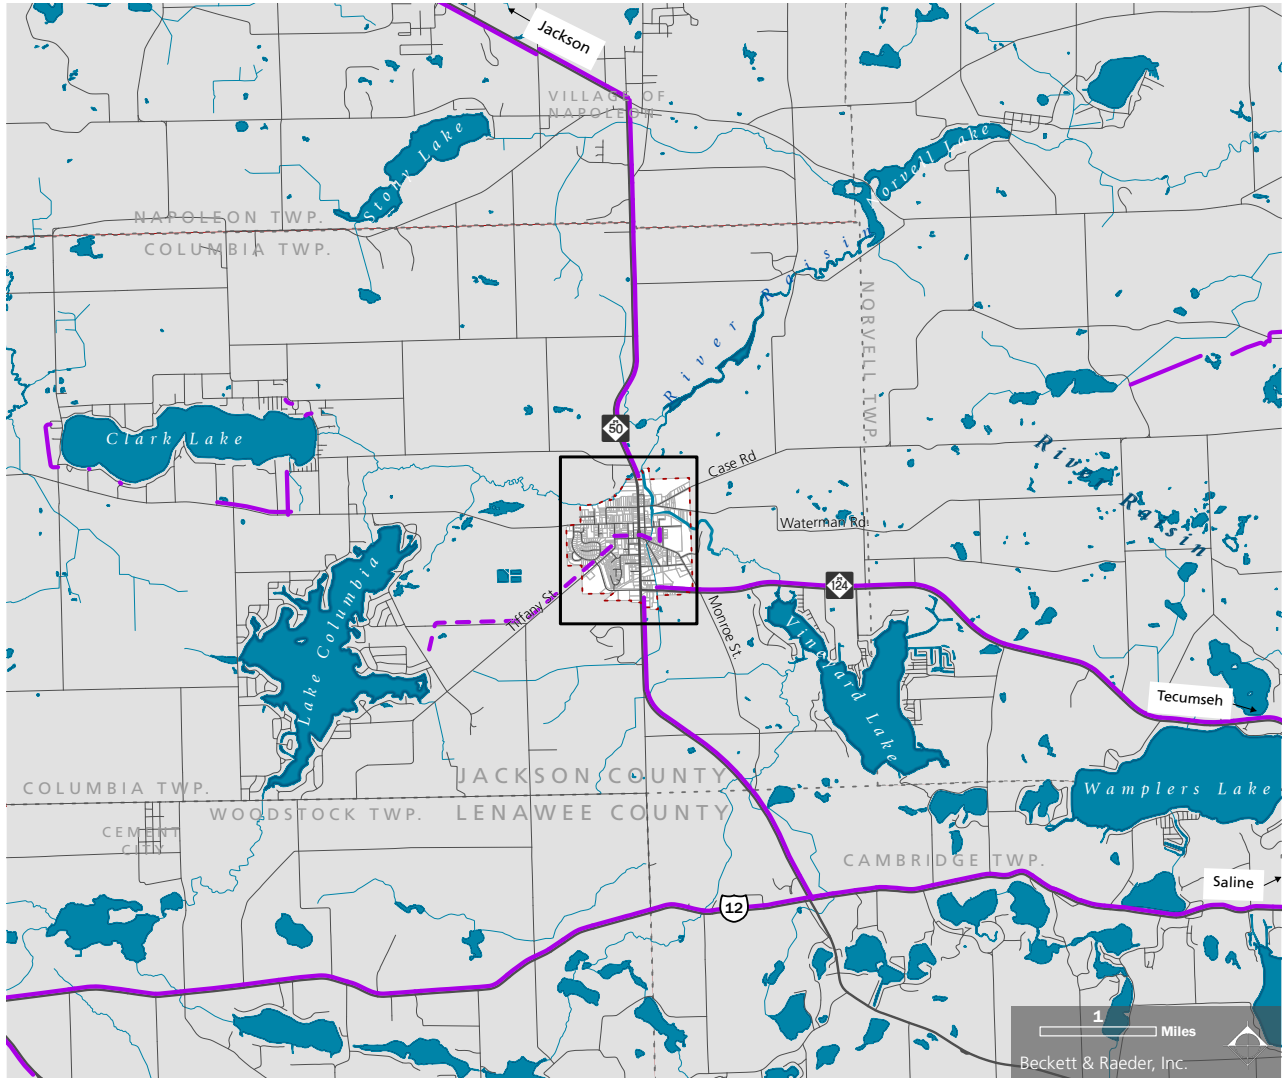 Jackson
VILLAGE OF
NAPOLEON
Stony Lake
Norvell Lake
NAPOLEON TWP.
COLUMBIA TWP.
River Raisin
NORVELL TWP.
M
50
Clark Lake
Case Rd
River Raisin
Waterman Rd.
Lake Columbia
M
124
Tiffany St.
Monroe St.
Vineyard Lake
Tecumseh
JACKSON COUNTY
COLUMBIA TWP.
Wamplers Lake
WOODSTOCK TWP.
LENAWEE COUNTY
CEMENT
CITY
CAMBRIDGE TWP.
Saline
12
1
Miles
Beckett & Raeder, Inc.